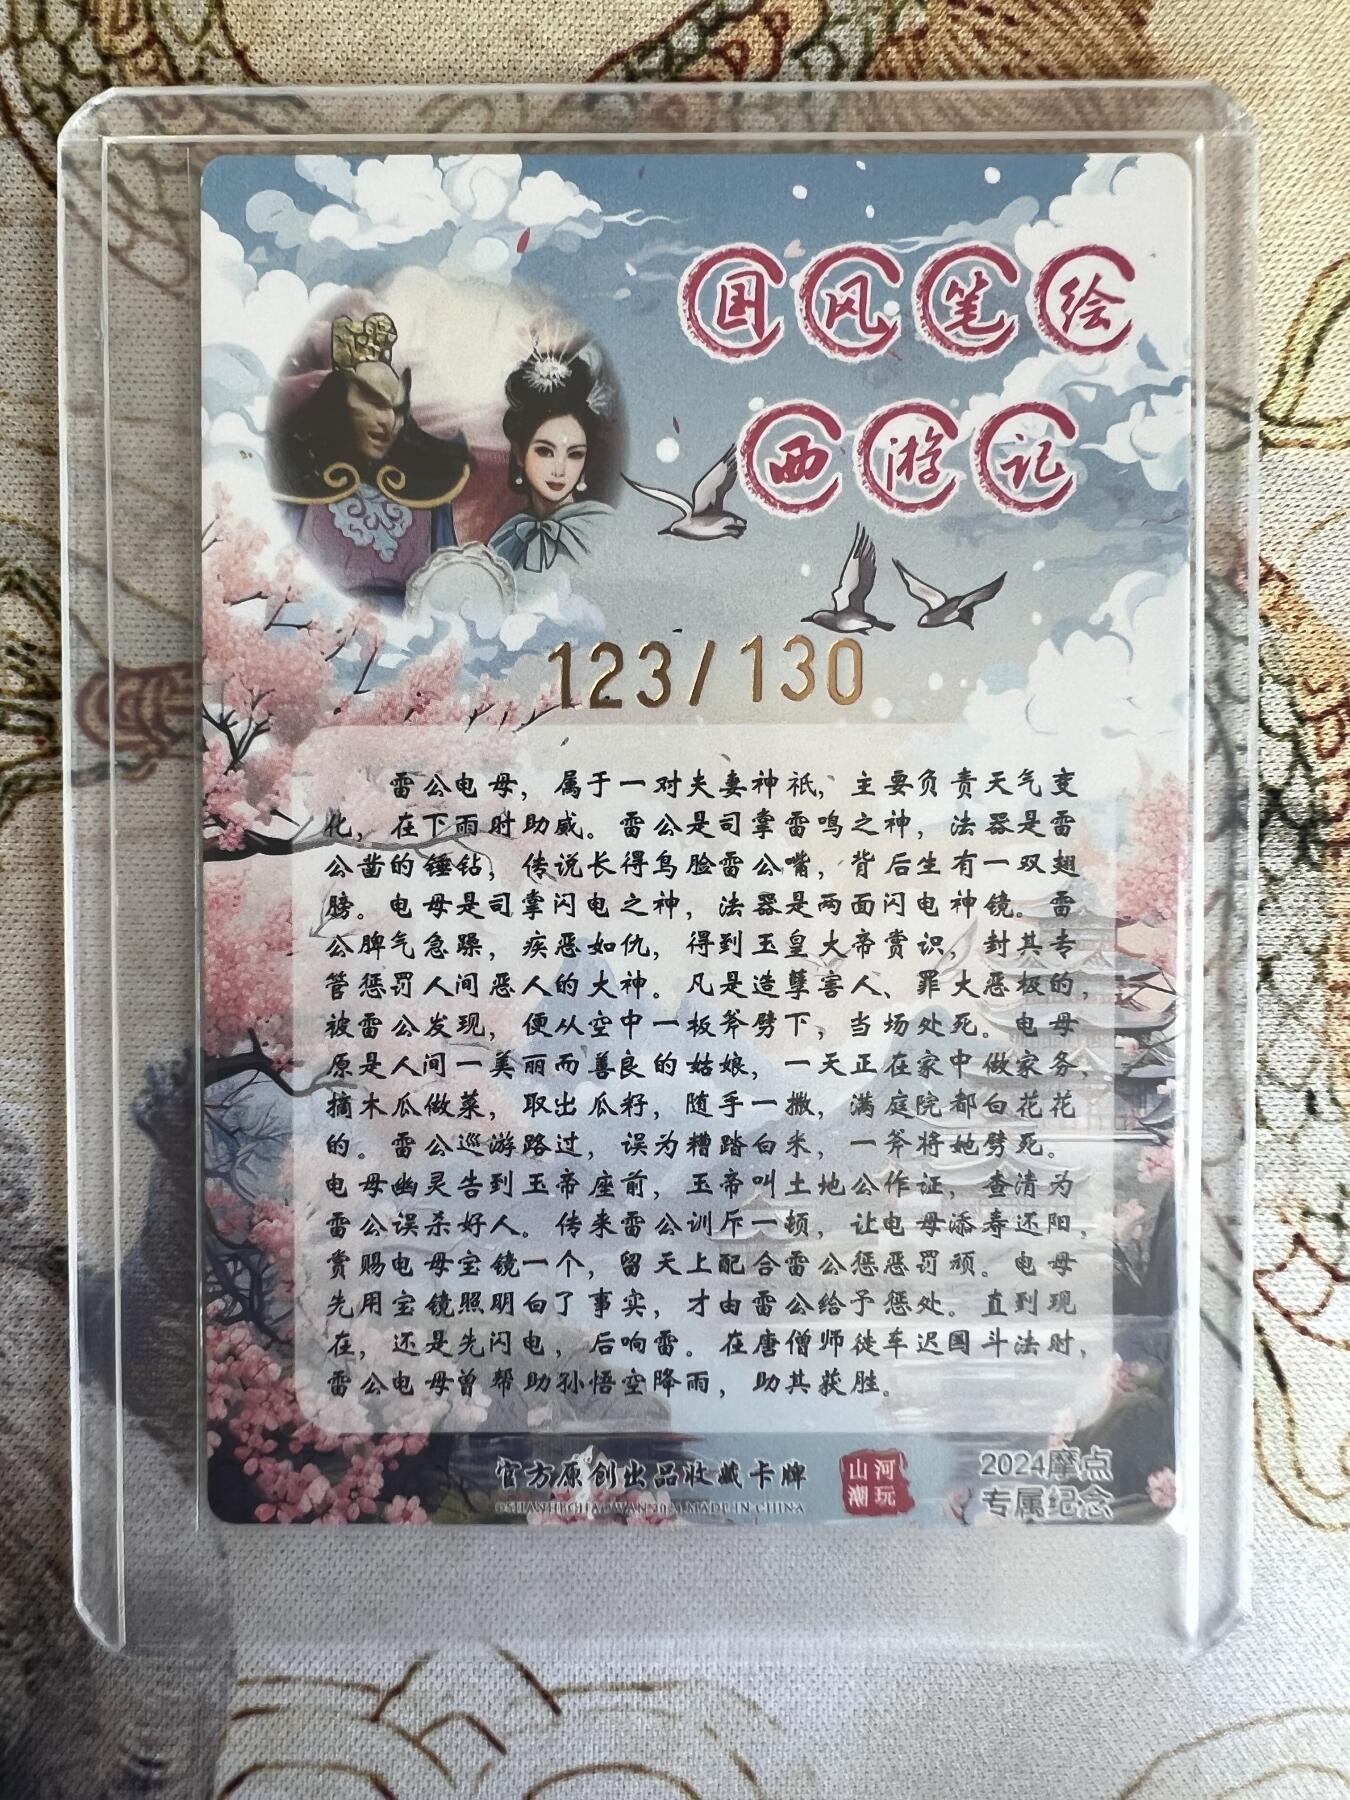 国风笔绘
西游记
123/130
雷公电母，属于一对夫妻神祇，主要负责天气变
化，在下雨时助威。雷公是司掌雷鸣之神，法器是雷
公凿的锤钻，传说长得鸟脸雷公嘴，背后生有一双翅
膀。电母是司掌闪电之神，法器是两面闪电神镜。雷
公脾气急躁，疾恶如仇，得到玉皇大帝赏识，封其专
管惩罚人间恶人的大神。凡是造孽害人、罪大恶极的，
被雷公发现，便从空中一板斧劈下，当场处死。电母
原是人间一美丽而善良的姑娘，一天正在家中做家务，
摘木瓜做菜，取出瓜籽，随手一撒，满庭院都白花花
的。雷公巡游路过，误为糟踏白米，一斧将她劈死。
电母幽灵告到玉帝座前，玉帝叫土地公作证，查清为
雷公误杀好人。传来雷公训斥一顿，让电母添寿还阳，
赏赐电母宝镜一个，留天上配合雷公惩恶罚顽。电母
先用宝镜照明白了事实，才由雷公给予惩处。直到现
在，还是先闪电，后响雷。在唐僧师徒车迟国斗法时，
雷公电母曾帮助孙悟空降雨，助其获胜。
官方原创出品收藏卡牌
©SHANHECHAOWAN2024 MADE IN CHINA
山河
潮玩
2024摩点
专属纪念